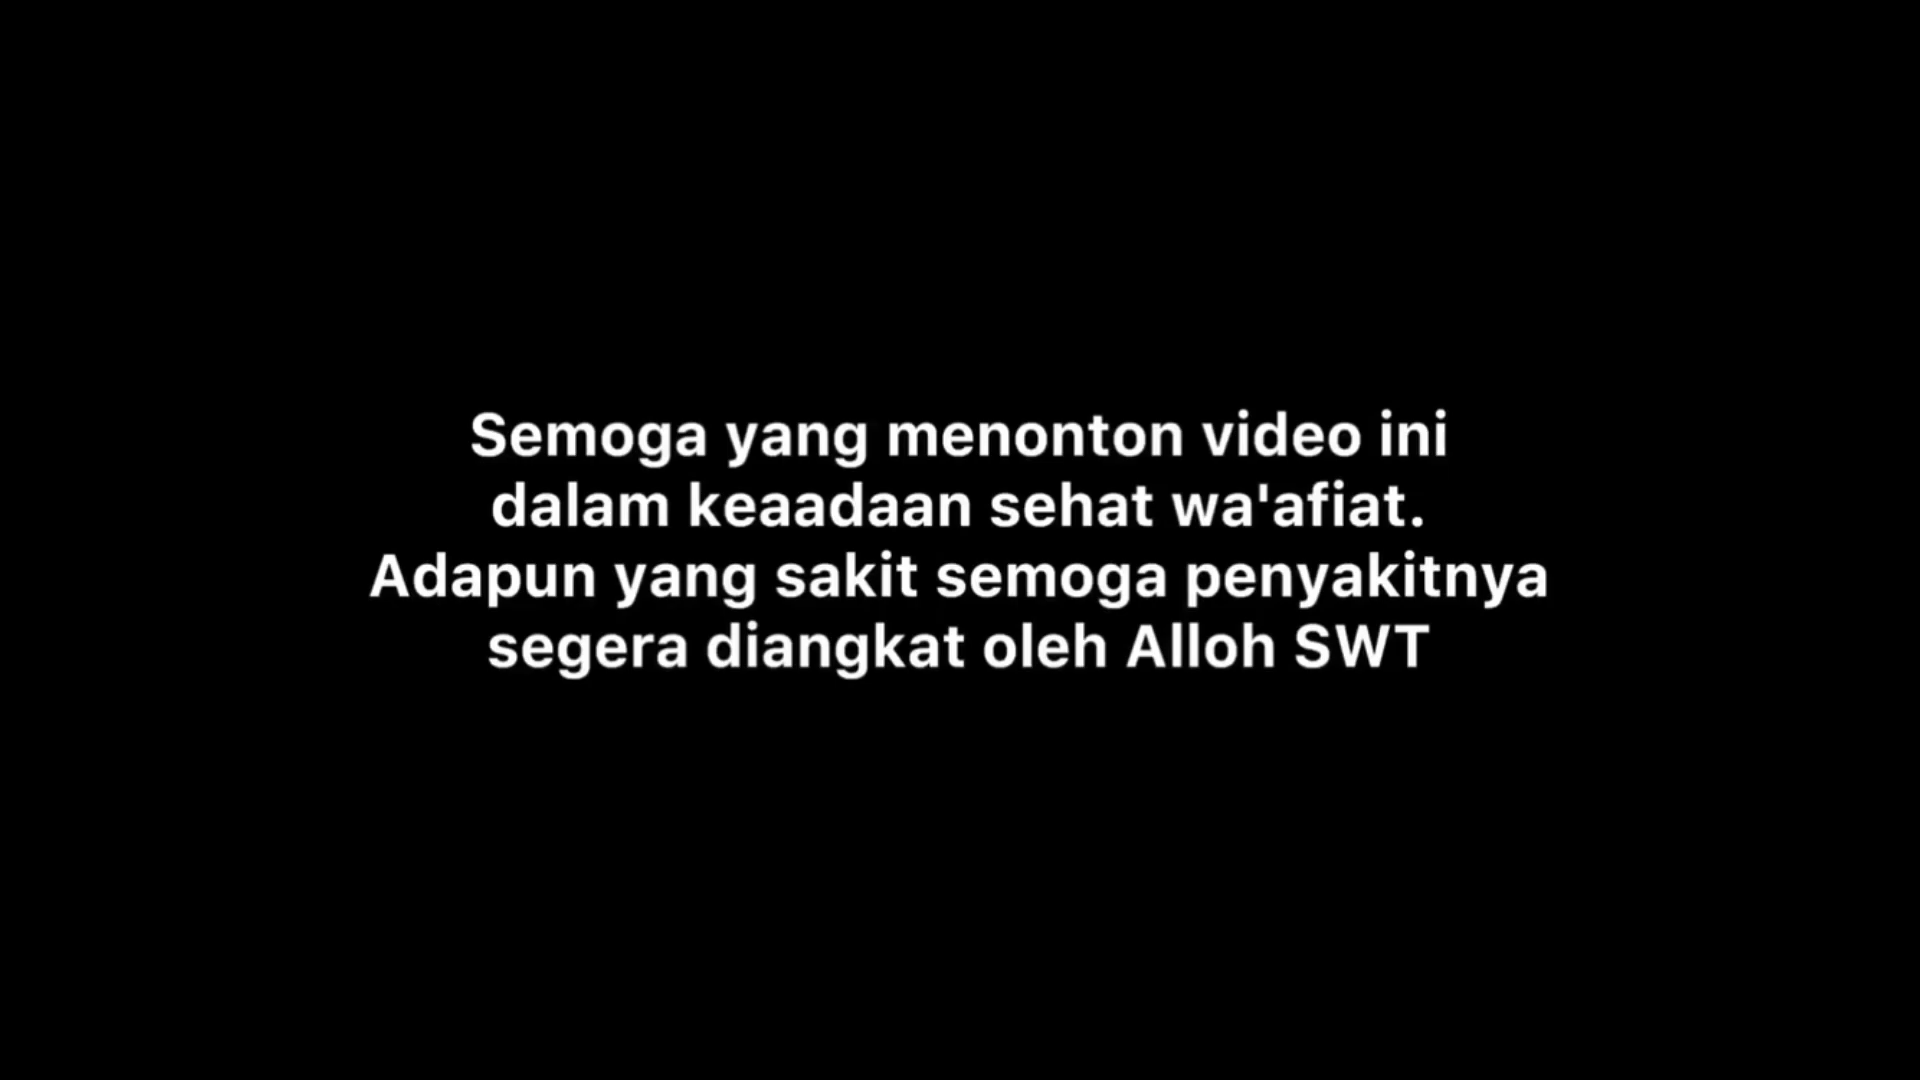 Semoga yang menonton video ini
dalam keaadaan sehat wa'afiat.
Adapun yang sakit semoga penyakitnya
segera diangkat oleh Alloh SWT